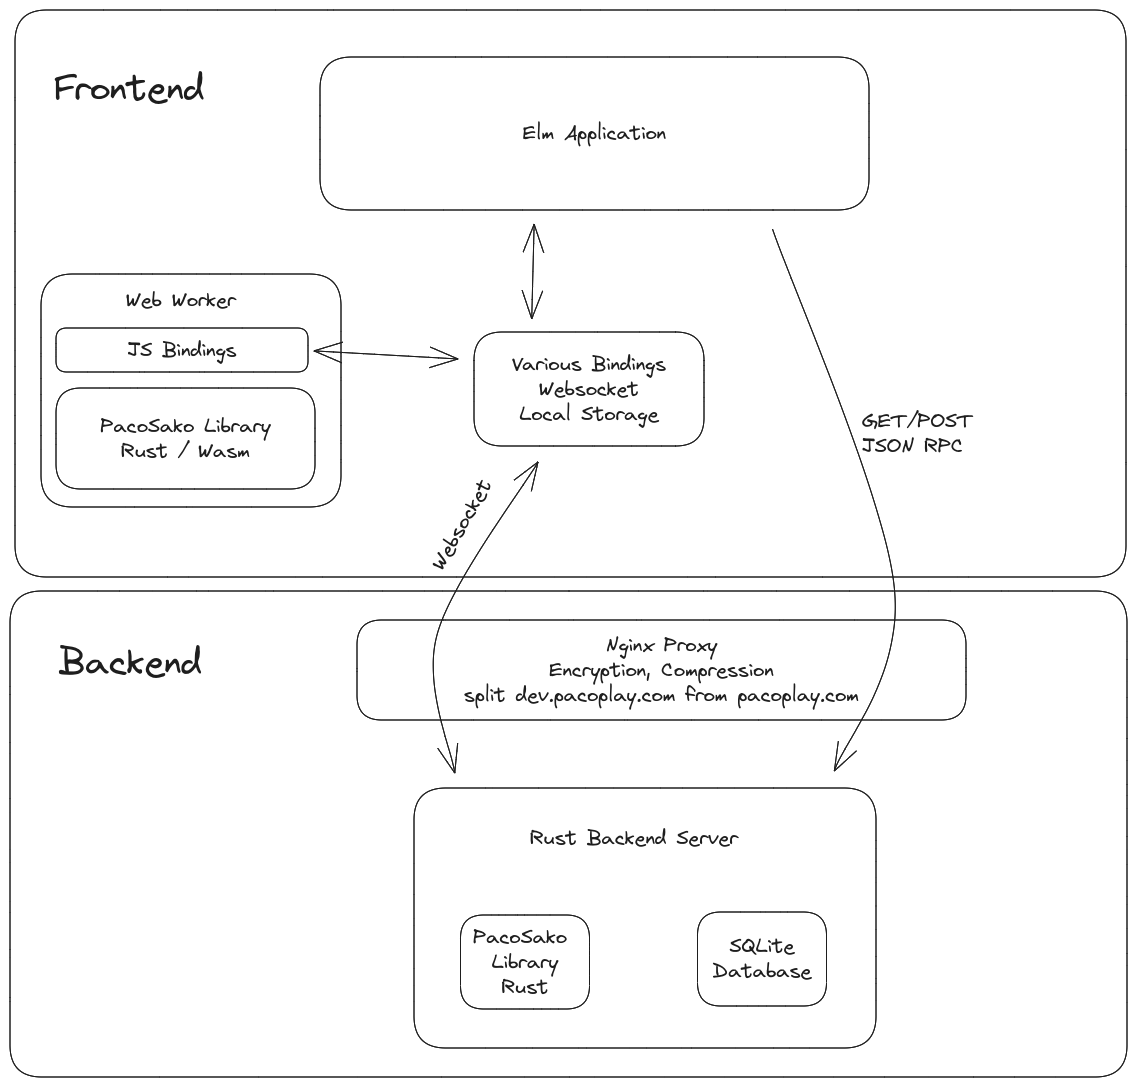 Frontend
Elm Application
Web Worker
JS Bindings
PacoSako Library
Rust / Wasm
Various Bindings
Websocket
Local Storage
GET/POST
JSON RPC
Websocket
Backend
Nginx Proxy
Encryption, Compression
split dev.pacoplay.com from pacoplay.com
Rust Backend Server
PacoSako
Library
Rust
SQLite
Database